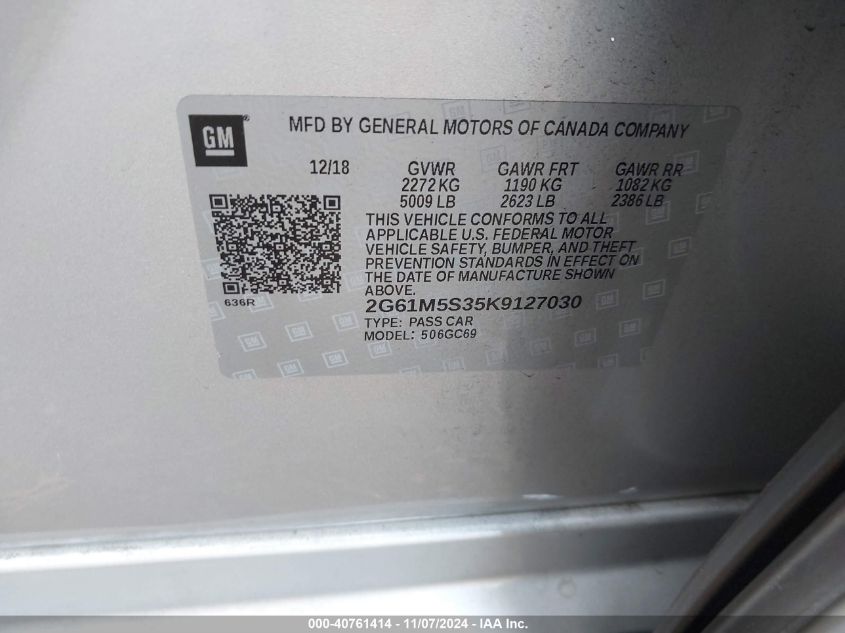 GM ® MFD BY GENERAL MOTORS OF CANADA COMPANY
12/18 GVWR GAWR FRT GAWR RR
2272 KG 1190 KG 1082 KG
5009 LB 2623 LB 2386 LB
THIS VEHICLE CONFORMS TO ALL
APPLICABLE U.S. FEDERAL MOTOR
VEHICLE SAFETY, BUMPER, AND THEFT
PREVENTION STANDARDS IN EFFECT ON
THE DATE OF MANUFACTURE SHOWN
ABOVE.
636R
2G61M5S35K9127030
TYPE: PASS CAR
MODEL: 506GC69
000-40761414 - 11/07/2024 - IAA Inc.